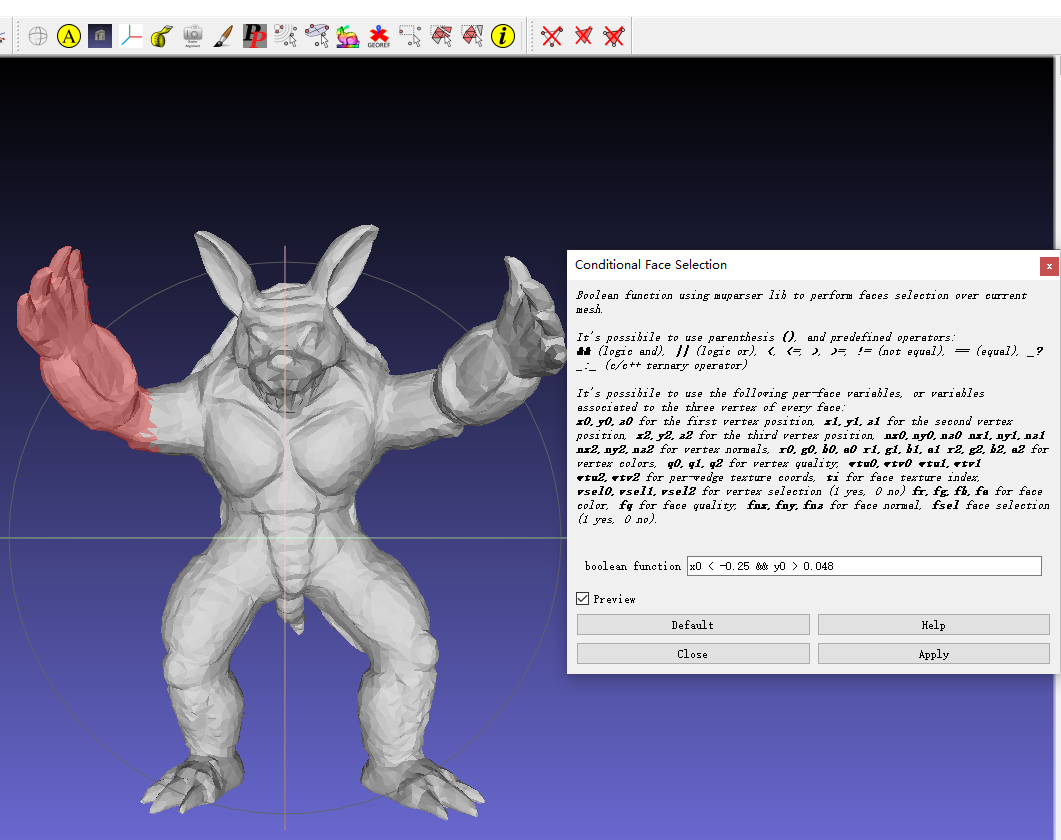 A
PP
GEOREF
i
Conditional Face Selection
x
Boolean function using muparser lib to perform faces selection over current
mesh.
It's possibile to use parenthesis (), and predefined operators:
&& (logic and), || (logic or), <, <=, >, >=, != (not equal), == (equal), _?
_:_ (c/c++ ternary operator)
It's possibile to use the following per-face variables, or variables
associated to the three vertex of every face:
x0,y0,z0 for the first vertex position, x1,y1,z1 for the second vertex
position, x2,y2,z2 for the third vertex position, nx0,ny0,nz0 nx1,ny1,nz1
nx2,ny2,nz2 for vertex normals, r0,g0,b0,a0 r1,g1,b1,a1 r2,g2,b2,a2 for
vertex colors, q0,q1,q2 for vertex quality, wtu0,wtv0 wtu1,wtv1
wtu2,wtv2 for per-wedge texture coords, ti for face texture index,
vsel0,vsel1,vsel2 for vertex selection (1 yes, 0 no) fr,fg,fb,fa for face
color, fq for face quality, fnx,fny,fnz for face normal, fsel face selection
(1 yes, 0 no).
boolean function x0 < -0.25 && y0 > 0.048
Preview
Default Help
Close Apply